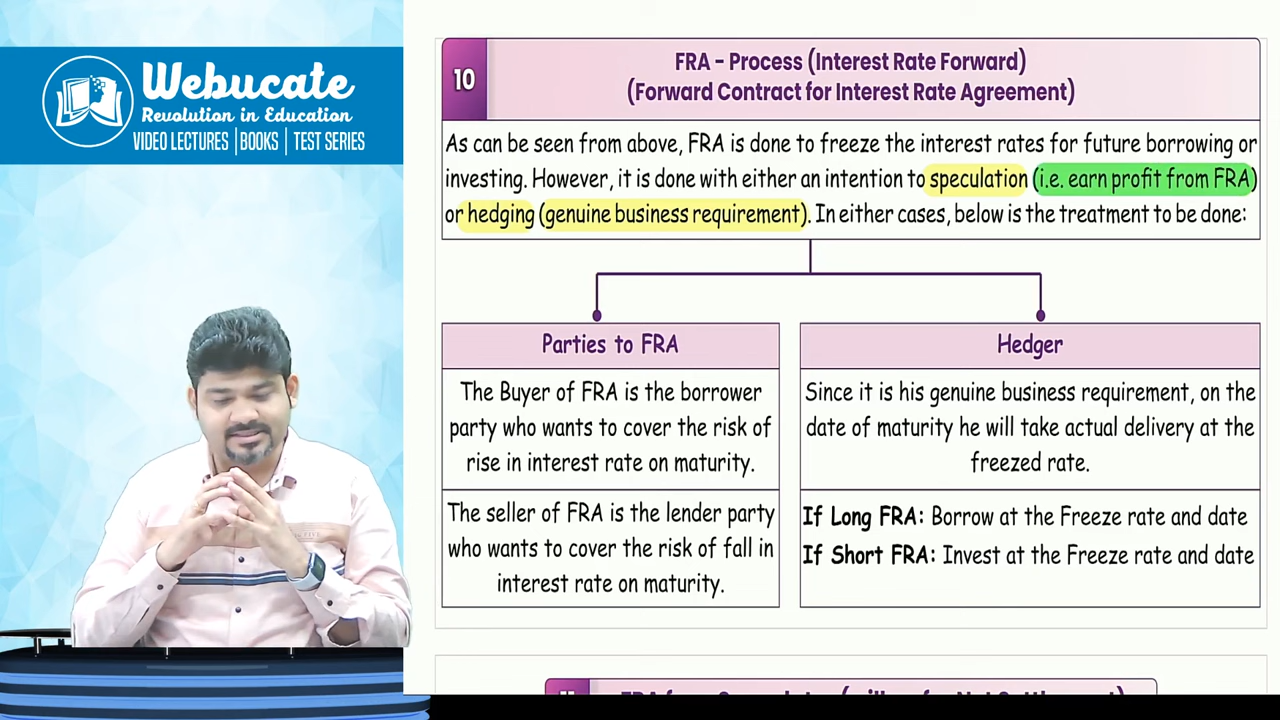 Webucate
Revolution in Education
VIDEO LECTURES | BOOKS | TEST SERIES
10
FRA - Process (Interest Rate Forward)
(Forward Contract for Interest Rate Agreement)
As can be seen from above, FRA is done to freeze the interest rates for future borrowing or
investing. However, it is done with either an intention to speculation (i.e. earn profit from FRA)
or hedging (genuine business requirement). In either cases, below is the treatment to be done:
Parties to FRA
The Buyer of FRA is the borrower
party who wants to cover the risk of
rise in interest rate on maturity.
The seller of FRA is the lender party
who wants to cover the risk of fall in
interest rate on maturity.
Hedger
Since it is his genuine business requirement, on the
date of maturity he will take actual delivery at the
freezed rate.
If Long FRA: Borrow at the Freeze rate and date
If Short FRA: Invest at the Freeze rate and date